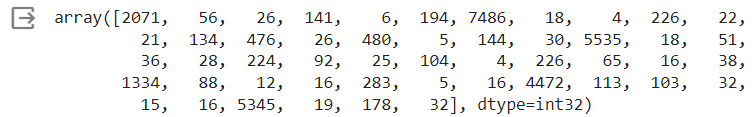 array([2071, 56, 26, 141, 6, 194, 7486, 18, 4, 226, 22,
21, 134, 476, 26, 480, 5, 144, 30, 5535, 18, 51,
36, 28, 224, 92, 25, 104, 4, 226, 65, 16, 38,
1334, 88, 12, 16, 283, 5, 16, 4472, 113, 103, 32,
15, 16, 5345, 19, 178, 32], dtype=int32)